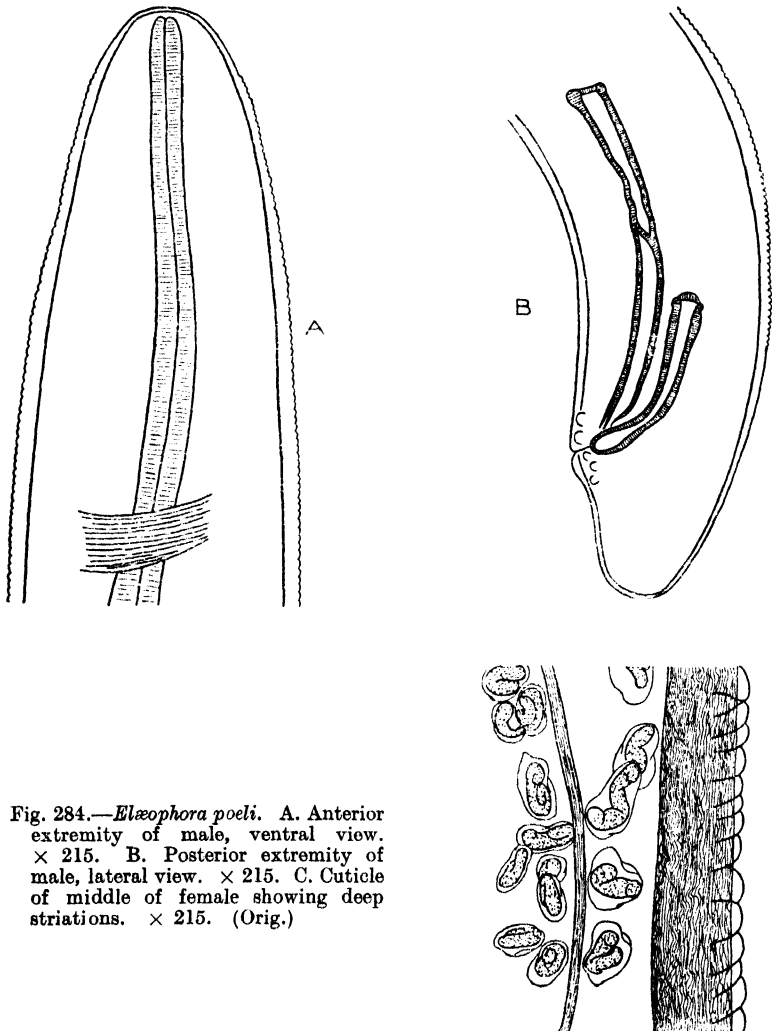 A
B
Fig. 284.—Elæophora poeli. A. Anterior
extremity of male, ventral view.
× 215. B. Posterior extremity of
male, lateral view. × 215. C. Cuticle
of middle of female showing deep
striations. × 215. (Orig.)